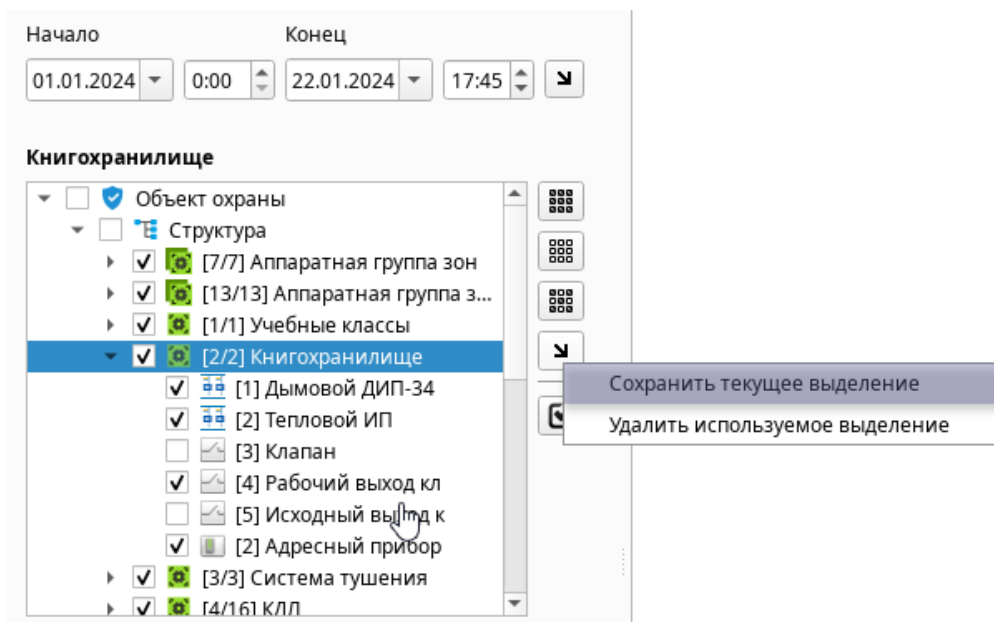 Начало Конец
01.01.2024 0:00 22.01.2024 17:45
Книгохранилище
Объект охраны
Структура
[7/7] Аппаратная группа зон
[13/13] Аппаратная группа з...
[1/1] Учебные классы
[2/2] Книгохранилище
Сохранить текущее выделение
[1] Дымовой ДИП-34
[2] Тепловой ИП
Удалить используемое выделение
[3] Клапан
[4] Рабочий выход кл
[5] Исходный выход к
[2] Адресный прибор
[3/3] Система тушения
[4/16] КДЛ